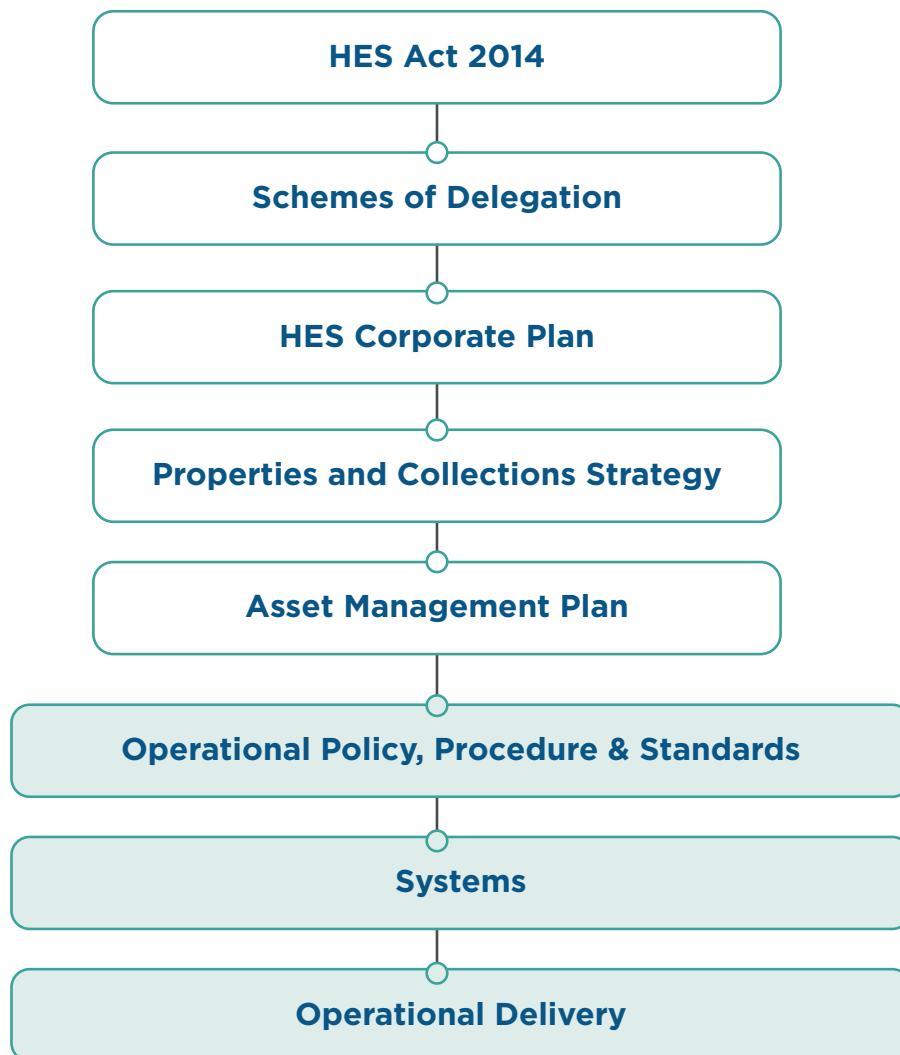 HES Act 2014
Schemes of Delegation
HES Corporate Plan
Properties and Collections Strategy
Asset Management Plan
Operational Policy, Procedure & Standards
Systems
Operational Delivery